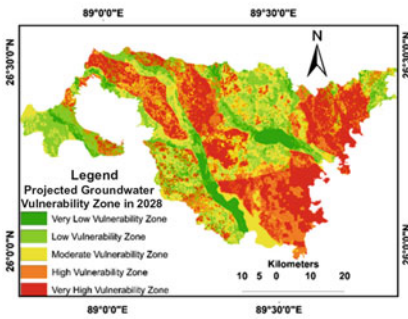 89°0'0"E
89°30'0"E
26°30'0"N
26°30'0"N
N
Legend
Projected Groundwater
Vulnerability Zone in 2028
Very Low Vulnerability Zone
Low Vulnerability Zone
Moderate Vulnerability Zone
High Vulnerability Zone
Very High Vulnerability Zone
26°0'0"N
26°0'0"N
Kilometers
10 5 0 10 20
89°0'0"E
89°30'0"E